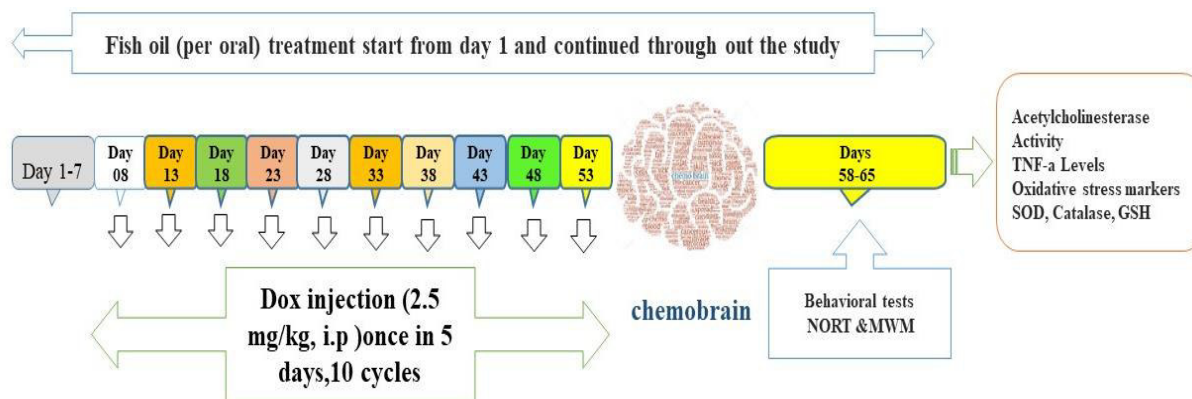 Fish oil (per oral) treatment start from day 1 and continued through out the study
Day 1-7
Day
08
Day
13
Day
18
Day
23
Day
28
Day
33
Day
38
Day
43
Day
48
Day
53
chemobrain
Days
58-65
Acetylcholinesterase
Activity
TNF-a Levels
Oxidative stress markers
SOD, Catalase, GSH
Dox injection (2.5
mg/kg, i.p )once in 5
days,10 cycles
chemobrain
Behavioral tests
NORT &MWM